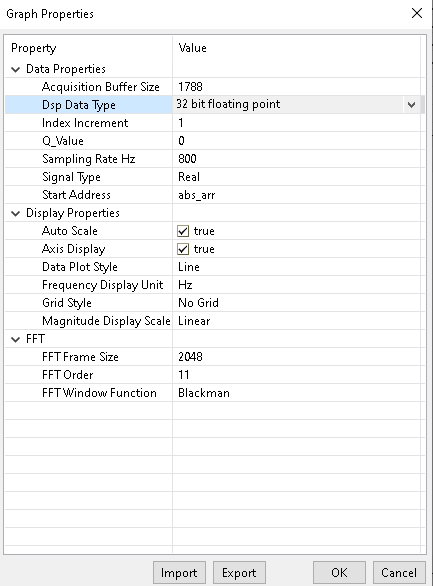 Graph Properties
Property Value
Data Properties
Acquisition Buffer Size 1788
Dsp Data Type 32 bit floating point
Index Increment 1
Q_Value 0
Sampling Rate Hz 800
Signal Type Real
Start Address abs_arr
Display Properties
Auto Scale true
Axis Display true
Data Plot Style Line
Frequency Display Unit Hz
Grid Style No Grid
Magnitude Display Scale Linear
FFT
FFT Frame Size 2048
FFT Order 11
FFT Window Function Blackman
Import Export OK Cancel